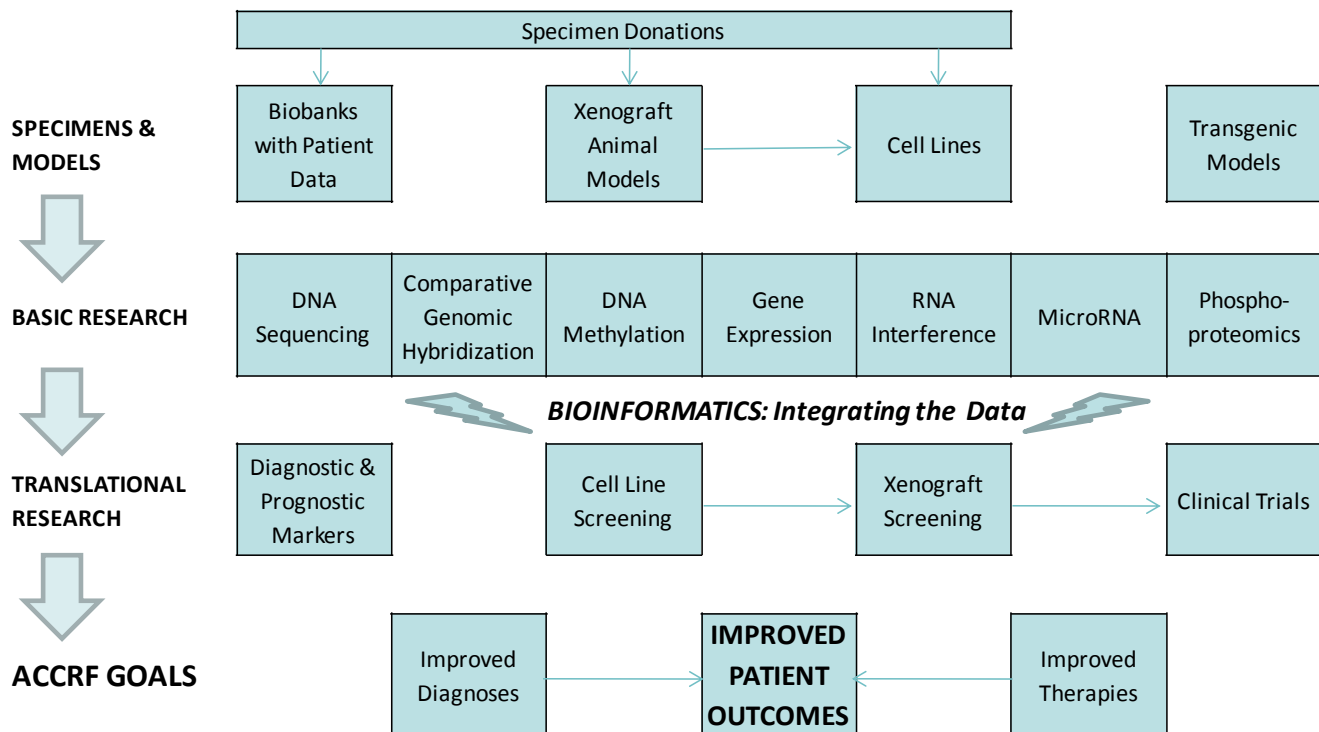 Specimen Donations
SPECIMENS &
MODELS
Biobanks
with Patient
Data
Xenograft
Animal
Models
Cell Lines
Transgenic
Models
BASIC RESEARCH
DNA
Sequencing
Comparative
Genomic
Hybridization
DNA
Methylation
Gene
Expression
RNA
Interference
MicroRNA
Phospho-
proteomics
BIOINFORMATICS: Integrating the Data
TRANSLATIONAL
RESEARCH
Diagnostic &
Prognostic
Markers
Cell Line
Screening
Xenograft
Screening
Clinical Trials
ACCRF GOALS
Improved
Diagnoses
IMPROVED
PATIENT
OUTCOMES
Improved
Therapies